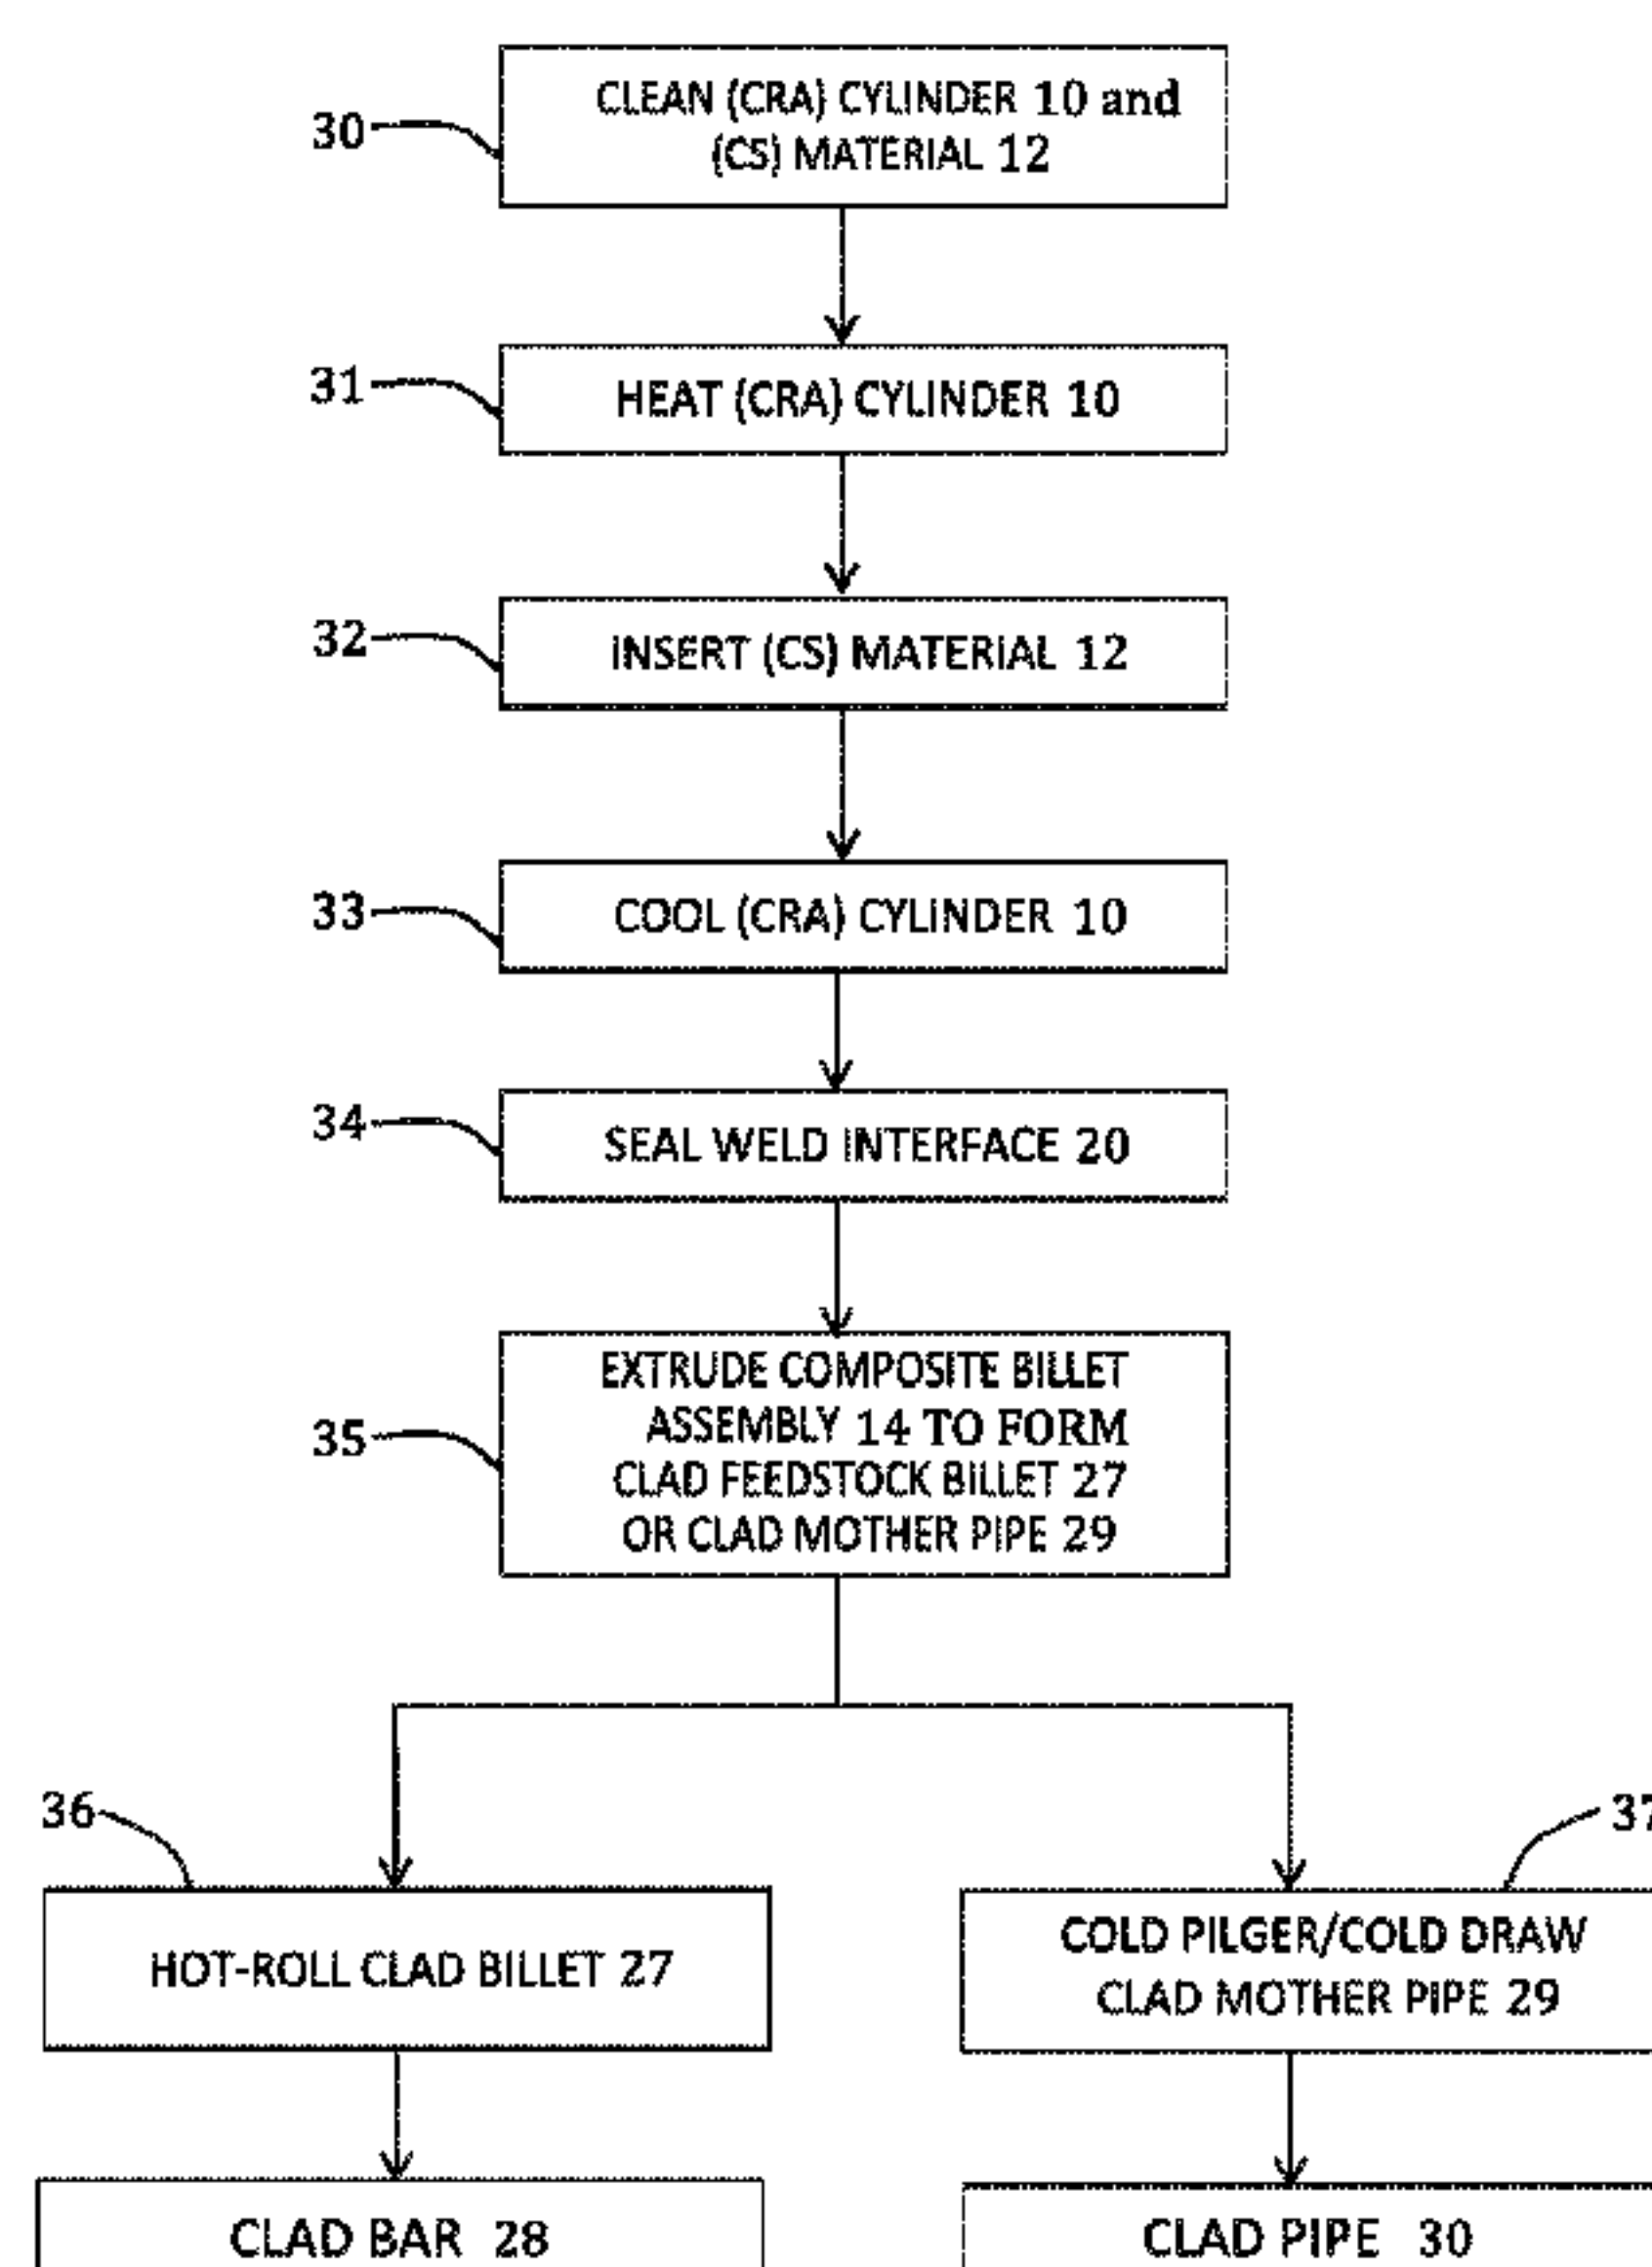 CLEAN (CRA) CYLINDER 10 and
30
(CS) MATERIAL 12
31
HEAT (CRA) CYLINDER 10
32
INSERT (CS) MATERIAL 12
33
COOL (CRA) CYLINDER 10
34
SEAL WELD INTERFACE 20
EXTRUDE COMPOSITE BILLET
ASSEMBLY 14 TO FORM
35
CLAD FEEDSTOCK BILLET 27
OR CLAD MOTHER PIPE 29
36
37
HOT-ROLL CLAD BILLET 27
COLD PILGER/COLD DRAW
CLAD MOTHER PIPE 29
CLAD BAR 28
CLAD PIPE 30